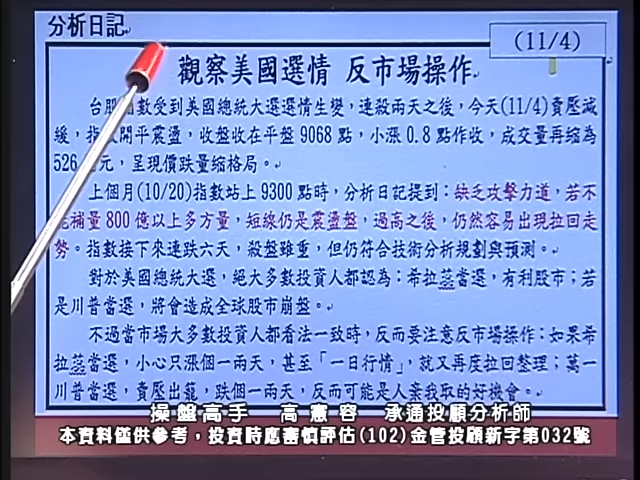 分析日記
(11/4)
觀察美國選情 反市場操作
台股指數受到美國總統大選選情生變，連殺兩天之後，今天(11/4)賣壓減
緩，指 開平震盪，收盤收在平盤 9068 點，小漲 0.8 點作收，成交量再縮為
526 元，呈現價跌量縮格局。
上個月(10/20)指數站上 9300 點時，分析日記提到：缺乏攻擊力道，若不
能補量 800 億以上多方量，短線仍是震盪盤，過高之後，仍然容易出現拉回走
勢。指數接下來連跌六天，殺盤雖重，但仍符合技術分析規劃與預測。
對於美國總統大選，絕大多數投資人都認為：希拉蕊當選，有利股市；若
是川普當選，將會造成全球股市崩盤。
不過當市場大多數投資人都看法一致時，反而要注意反市場操作：如果希
拉蕊當選，小心只漲個一兩天，甚至「一日行情」，就又再度拉回整理；萬一
川普當選，賣壓出籠，跌個一兩天，反而可能是人棄我取的好機會。
操盤高手 高憲容 承通投顧分析師
本資料僅供參考，投資時應審慎評估(102)金管投顧新字第032號